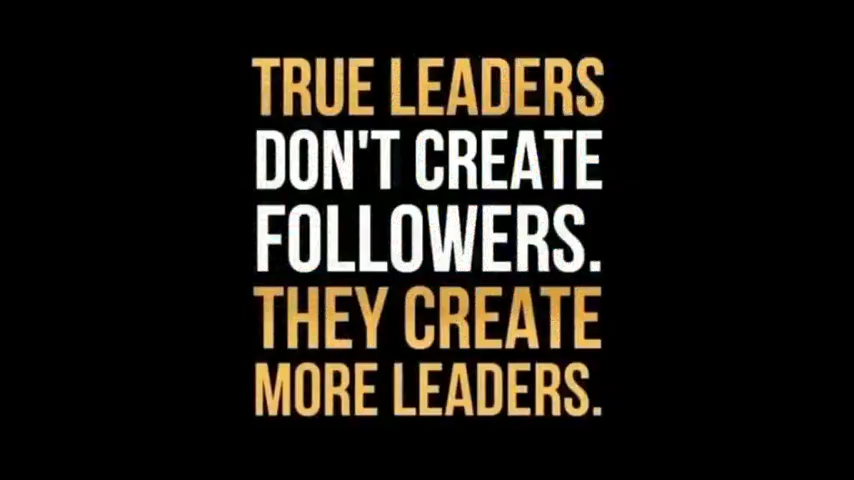 TRUE LEADERS
DON'T CREATE
FOLLOWERS.
THEY CREATE
MORE LEADERS.